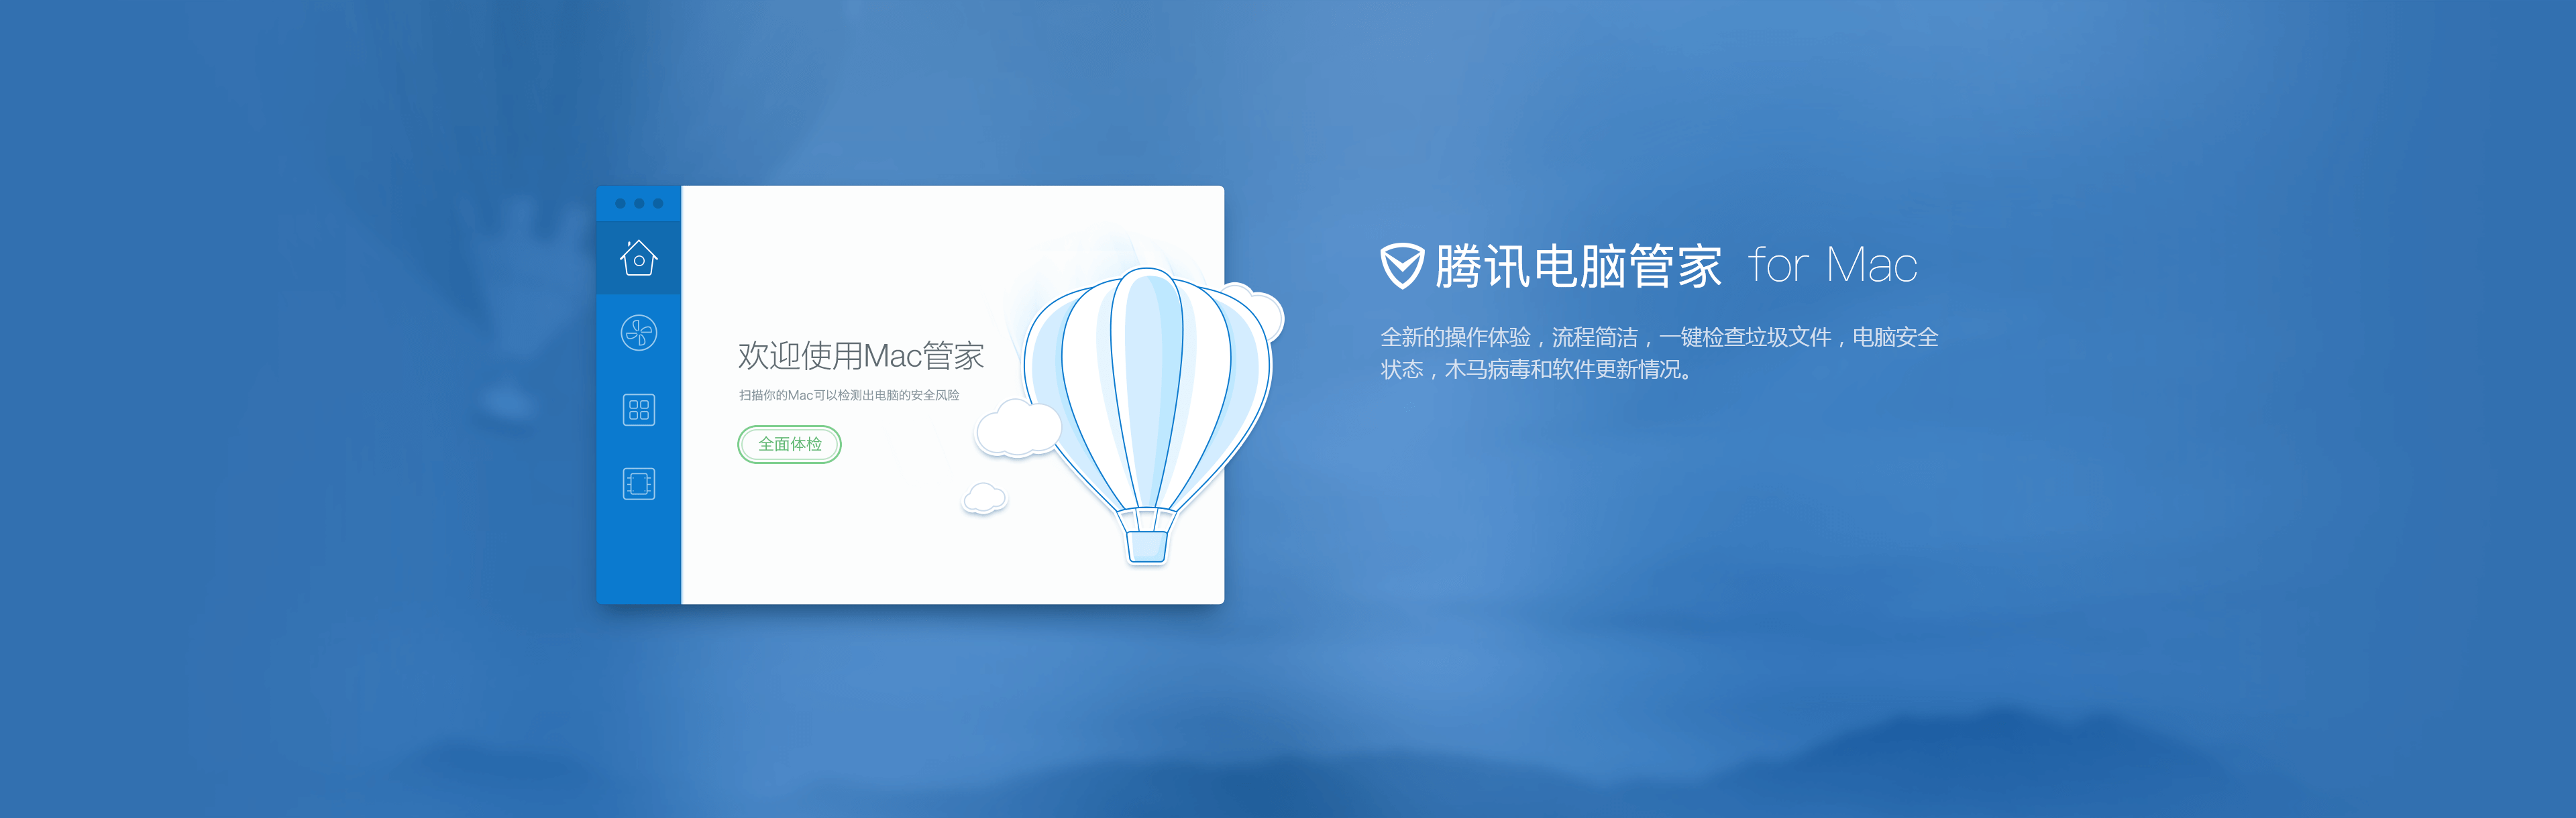 欢迎使用Mac管家
扫描你的Mac可以检测出电脑的安全风险
全面体检
腾讯电脑管家 for Mac
全新的操作体验，流程简洁，一键检查垃圾文件，电脑安全
状态，木马病毒和软件更新情况。